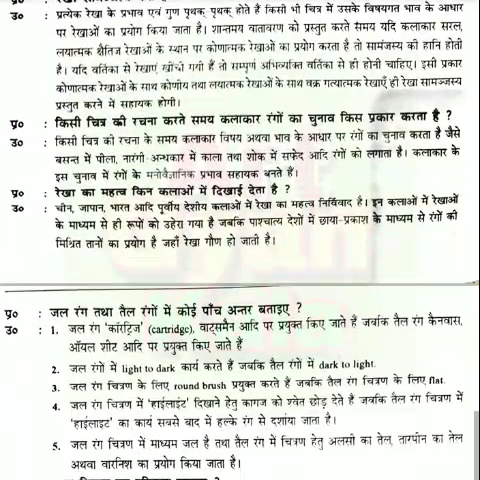 उ० : प्रत्येक रेखा के प्रभाव एवं गुण पृथक् पृथक् होते हैं किसी भी चित्र में उसके विषयगत भाव के आधार
पर रेखाओं का प्रयोग किया जाता है। शान्तमय वातावरण को प्रस्तुत करते समय यदि कलाकार सरल,
लयात्मक क्षैतिज रेखाओं के स्थान पर कोणात्मक रेखाओं का प्रयोग करता है तो सामंजस्य की हानि होती
है। यदि वर्तिका से रेखाएं खींची गयी हैं तो सम्पूर्ण अभिव्यक्ति वर्तिका से ही होनी चाहिए। इसी प्रकार
कोणात्मक रेखाओं के साथ कोणीय तथा लयात्मक रेखाओं के साथ वक्र गत्यात्मक रेखाएँ ही रेखा सामञ्जस्य
प्रस्तुत करने में सहायक होगी।
प्र० : किसी चित्र की रचना करते समय कलाकार रंगों का चुनाव किस प्रकार करता है ?
उ० : किसी चित्र की रचना के समय कलाकार विषय अथवा भाव के आधार पर रंगों का चुनाव करता है जैसे
बसन्त में पीला, नारंगी-अन्धकार में काला तथा शोक में सफेद आदि रंगों को लगाता है। कलाकार के
इस चुनाव में रंगों के मनोवैज्ञानिक प्रभाव सहायक बनते हैं।
प्र० : रेखा का महत्व किन कलाओं में दिखाई देता है ?
उ० : चीन, जापान, भारत आदि पूर्वीय देशीय कलाओं में रेखा का महत्व निर्विवाद है। इन कलाओं में रेखाओं
के माध्यम से ही रूपों को उहेरा गया है जबकि पाश्चात्य देशों में छाया-प्रकाश के माध्यम से रंगों की
मिश्रित तानों का प्रयोग है जहाँ रेखा गौण हो जाती है।
प्र० : जल रंग तथा तैल रंगों में कोई पाँच अन्तर बताइए ?
उ० : 1. जल रंग 'कॉरट्रिज' (cartridge), वाट्समैन आदि पर प्रयुक्त किए जाते हैं जबकि तैल रंग कैनवास,
ऑयल शीट आदि पर प्रयुक्त किए जाते हैं
2. जल रंगों में light to dark कार्य करते हैं जबकि तैल रंगों में dark to light.
3. जल रंग चित्रण के लिए round brush प्रयुक्त करते हैं जबकि तैल रंग चित्रण के लिए flat.
4. जल रंग चित्रण में 'हाईलाइट' दिखाने हेतु कागज को श्वेत छोड़ देते हैं जबकि तैल रंग चित्रण में
'हाईलाइट' का कार्य सबसे बाद में हल्के रंग से दर्शाया जाता है।
5. जल रंग चित्रण में माध्यम जल है तथा तैल रंग में चित्रण हेतु अलसी का तेल, तारपीन का तेल
अथवा वारनिश का प्रयोग किया जाता है।